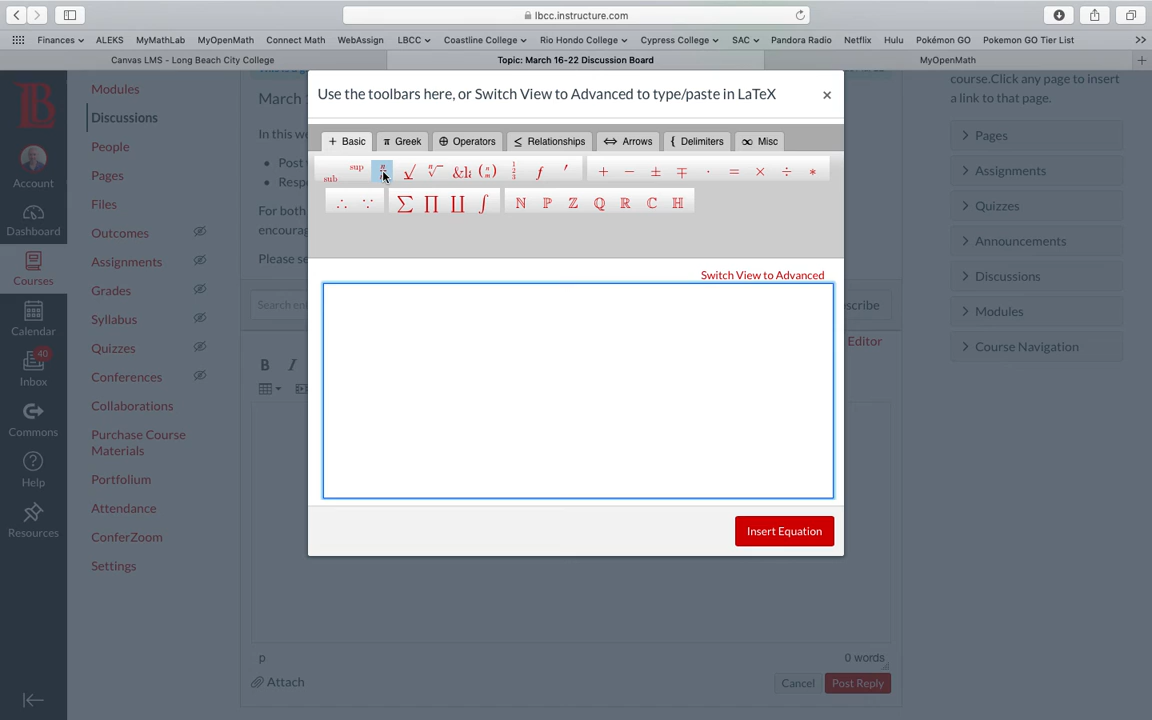 lbcc.instructure.com
Finances ALEKS MyMathLab MyOpenMath Connect Math WebAssign LBCC Coastline College Rio Hondo College Cypress College SAC Pandora Radio Netflix Hulu Pokémon GO Pokemon GO Tier List >>
Canvas LMS - Long Beach City College
Topic: March 16-22 Discussion Board
MyOpenMath
+
Account
Dashboard
Courses
Calendar
40
Inbox
Commons
Help
Resources
Modules
Discussions
People
Pages
Files
Outcomes
Assignments
Grades
Syllabus
Quizzes
Conferences
Collaborations
Purchase Course
Materials
Portfolium
Attendance
ConferZoom
Settings
March
In this w
Post
Resp
For both
encourag
Please se
Search en
B I
p
Attach
Use the toolbars here, or Switch View to Advanced to type/paste in LaTeX ×
+ Basic π Greek ⊕ Operators ≤ Relationships ⇔ Arrows { Delimiters ∞ Misc
sub sup n √ n√ &l (n m) 1 2 3 f ′ + − ± ∓ · = × ÷ *
∴ ∵ ∑ ∏ ∐ ∫ ℕ ℙ ℤ ℚ ℝ ℂ ℍ
Switch View to Advanced
Insert Equation
scribe
Editor
0 words
Cancel Post Reply
course.Click any page to insert
a link to that page.
Pages
Assignments
Quizzes
Announcements
Discussions
Modules
Course Navigation